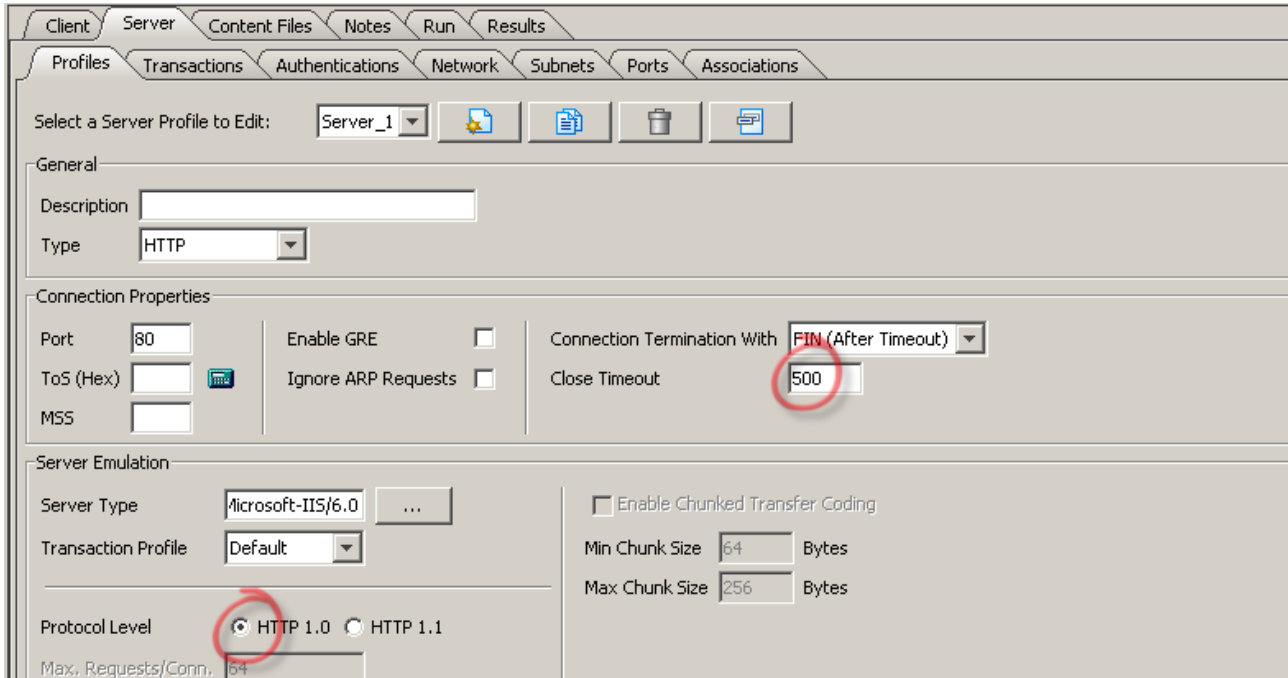 Client Server Content Files Notes Run Results
Profiles Transactions Authentications Network Subnets Ports Associations
Select a Server Profile to Edit: Server_1
General
Description
Type HTTP
Connection Properties
Port 80 Enable GRE Connection Termination With FIN (After Timeout)
ToS (Hex) Ignore ARP Requests Close Timeout 500
MSS
Server Emulation
Server Type Microsoft-IIS/6.0 ... Enable Chunked Transfer Coding
Transaction Profile Default Min Chunk Size 64 Bytes
Max Chunk Size 256 Bytes
Protocol Level HTTP 1.0 HTTP 1.1
Max. Requests/Conn. 64